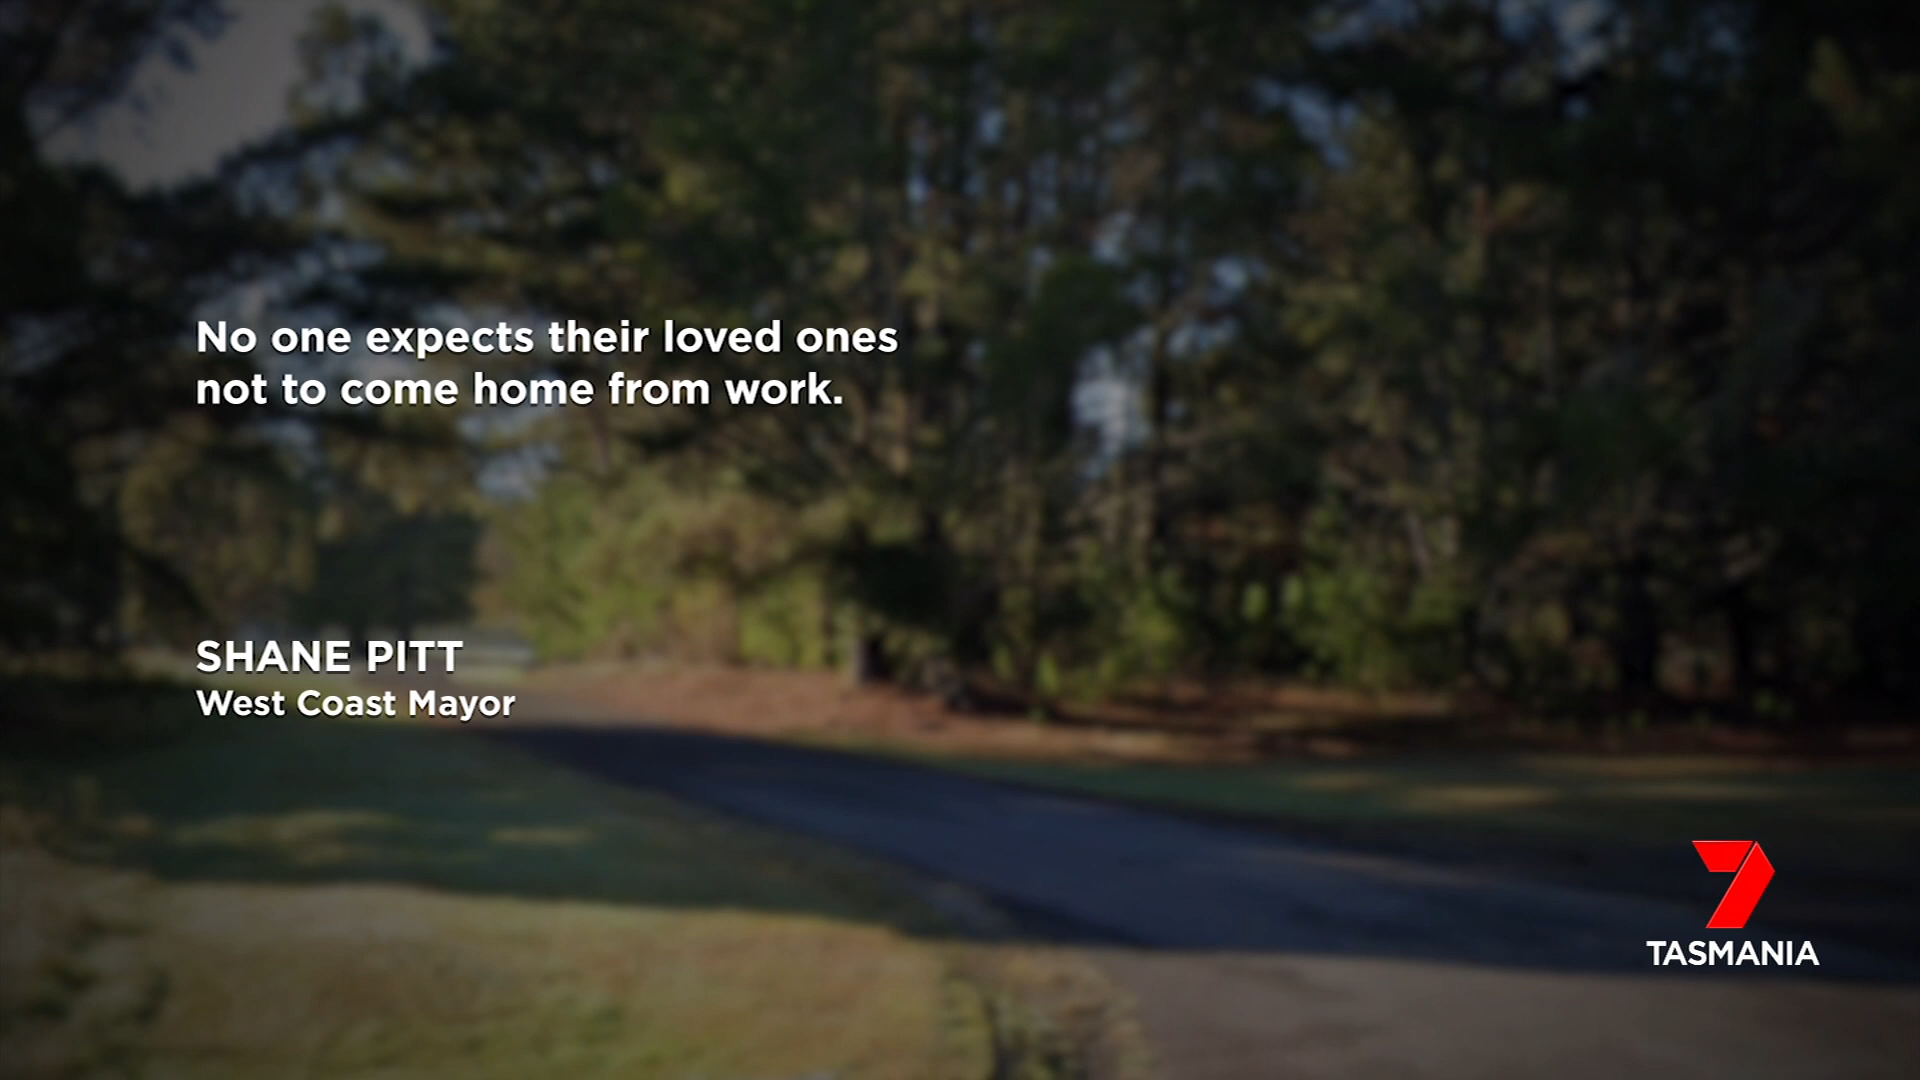 No one expects their loved ones
not to come home from work.
SHANE PITT
West Coast Mayor
7
TASMANIA